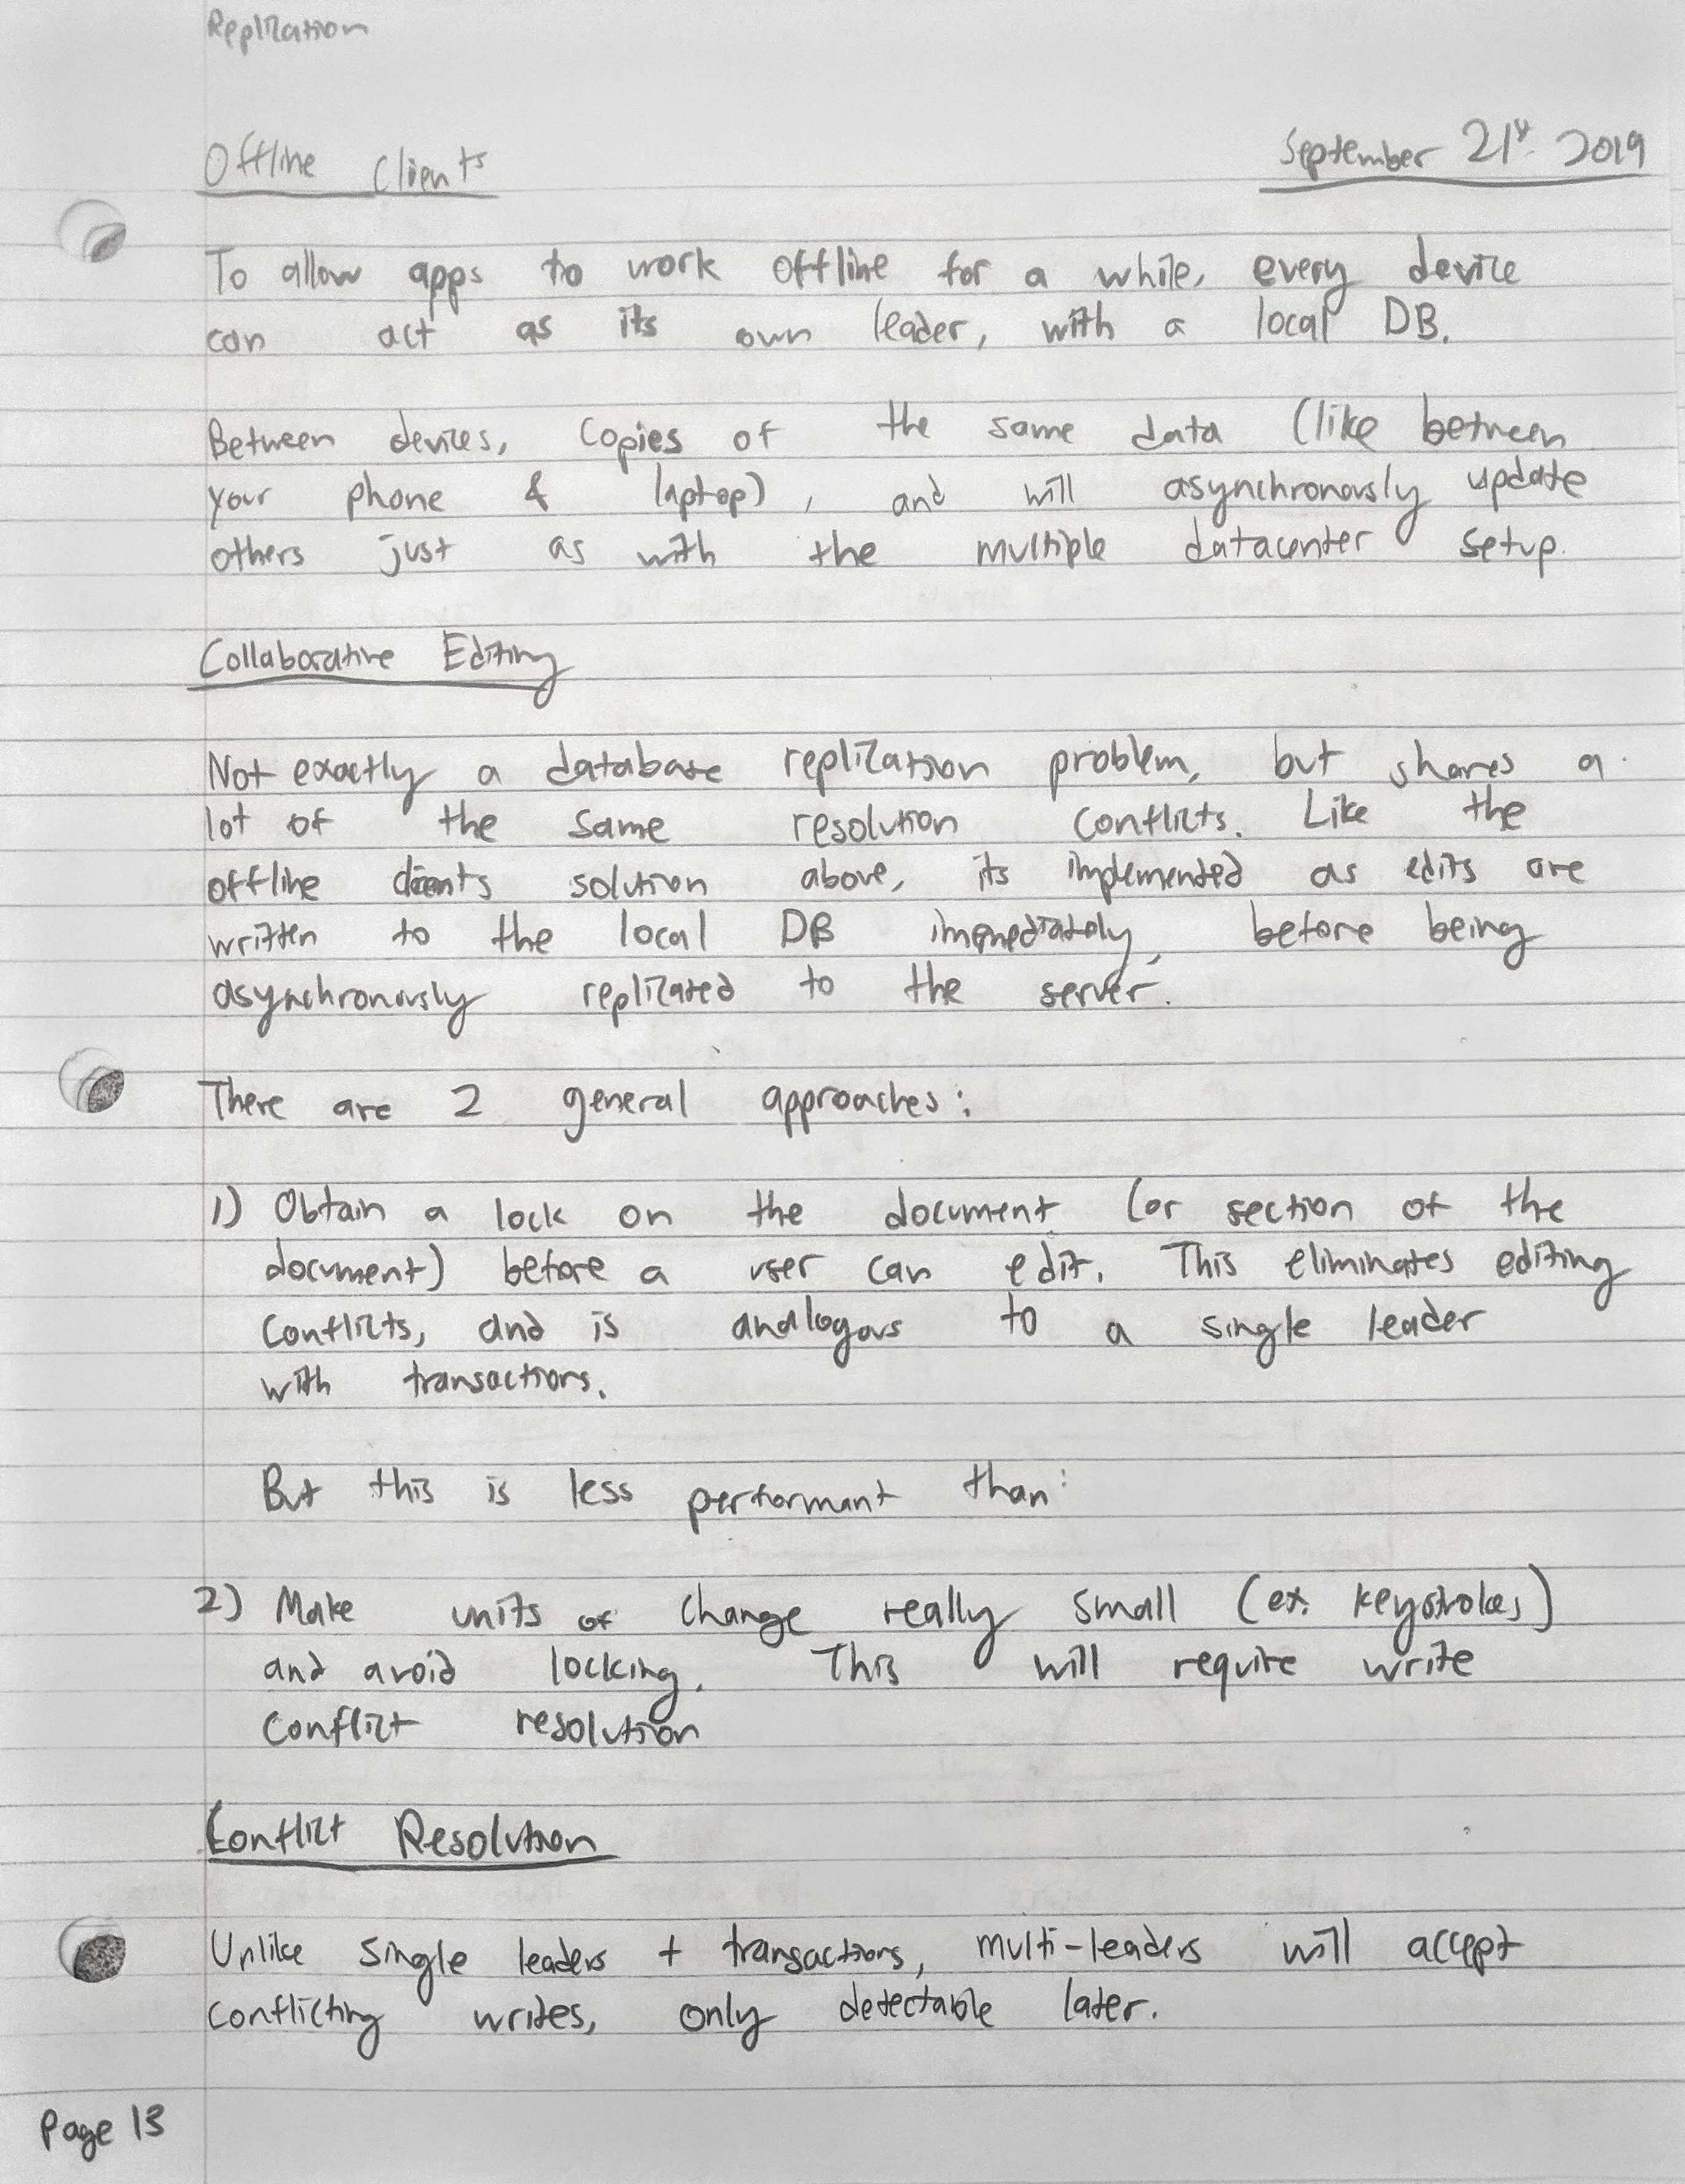 Replication
Offline Clients
September 21st 2019
To allow apps to work offline for a while, every device
can act as its own leader, with a local DB.
Between devices, copies of the same data (like between
your phone & laptop), and will asynchronously update
others just as with the multiple datacenter setup.
Collaborative Editing
Not exactly a database replication problem, but shares a
lot of the same resolution conflicts. Like the
offline clients solution above, its implemented as edits are
written to the local DB immediately, before being
asynchronously replicated to the server.
There are 2 general approaches:
1) Obtain a lock on the document (or section of the
document) before a user can edit. This eliminates editing
conflicts, and is analogous to a single leader
with transactions.
But this is less performant than:
2) Make units of change really small (ex. keystrokes)
and avoid locking. This will require write
conflict resolution
Conflict Resolution
Unlike single leaders + transactions, multi-leaders will accept
conflicting writes, only detectable later.
Page 13